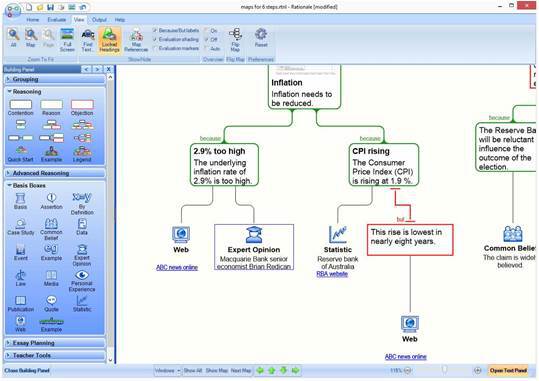 maps for 6 steps.rtnl - Rationale [modified]
Home Evaluate View Output Help
All Map Page Full Screen
Find Text... Locked Headings Map References
Because/But labels
Evaluation shading
Evaluation markers
On
Off
Auto
Flip Map
Reset
Zoom To Fit Show/Hide Overview Flip Map Preferences
Building Panel
Grouping
Reasoning
Contention Reason Objection
Quick Start Example Legend
Advanced Reasoning
Basis Boxes
Basis Assertion By Definition
Case Study Common Belief Data
Event Example Expert Opinion
Law Media Personal Experience
Publication Quote Statistic
Web Example
Essay Planning
Teacher Tools
Close Building Panel
Inflation
Inflation needs to
be reduced.
because
because
2.9% too high
The underlying
inflation rate of
2.9% is too high.
CPI rising
The Consumer
Price Index (CPI)
is rising at 1.9 %.
The Reserve Ba
will be reluctant
influence the
outcome of the
election.
but
This rise is lowest in
nearly eight years.
Web
ABC news online
Expert Opinion
Macquarie Bank senior
economist Brian Redican
Statistic
Reserve bank
of Australia
RBA website
Common Belief
The claim is widel
believed.
Web
ABC news online
Windows Show All Show Map Next Map
115%
Open Text Panel